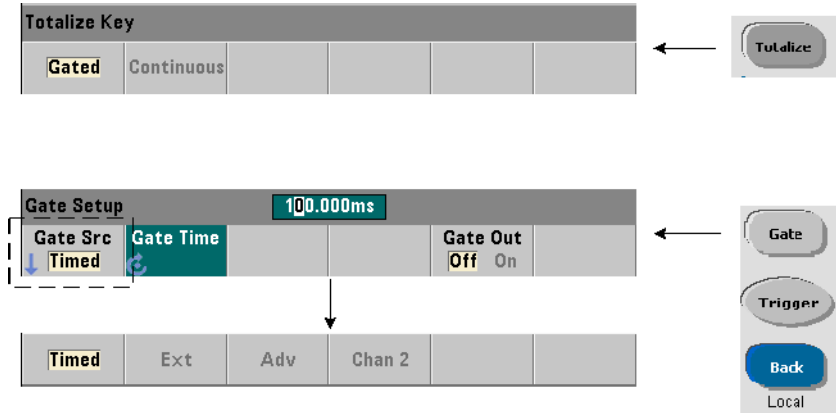 Totalize Key
Totalize
Gated Continuous
Gate Setup 100.000ms
Gate Src Gate Time Gate Out
Timed Off On
Gate
Trigger
Timed Ext Adv Chan 2
Back
Local